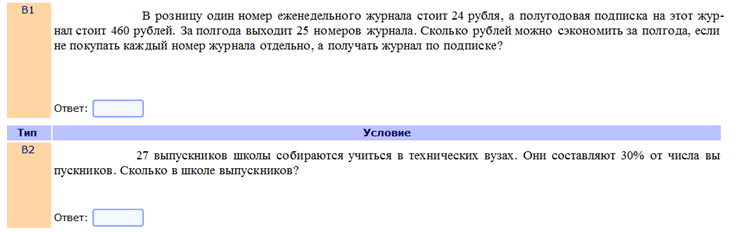 В1
В розницу один номер еженедельного журнала стоит 24 рубля, а полугодовая подписка на этот жур-
нал стоит 460 рублей. За полгода выходит 25 номеров журнала. Сколько рублей можно сэкономить за полгода, если
не покупать каждый номер журнала отдельно, а получать журнал по подписке?
Ответ:
Тип Условие
В2
27 выпускников школы собираются учиться в технических вузах. Они составляют 30% от числа вы
пускников. Сколько в школе выпускников?
Ответ: